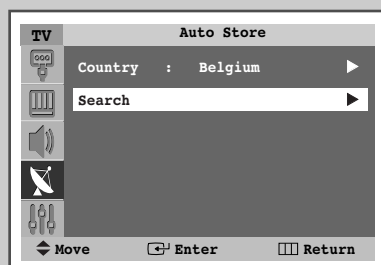 TV Auto Store
Country : Belgium
Search
Move Enter Return